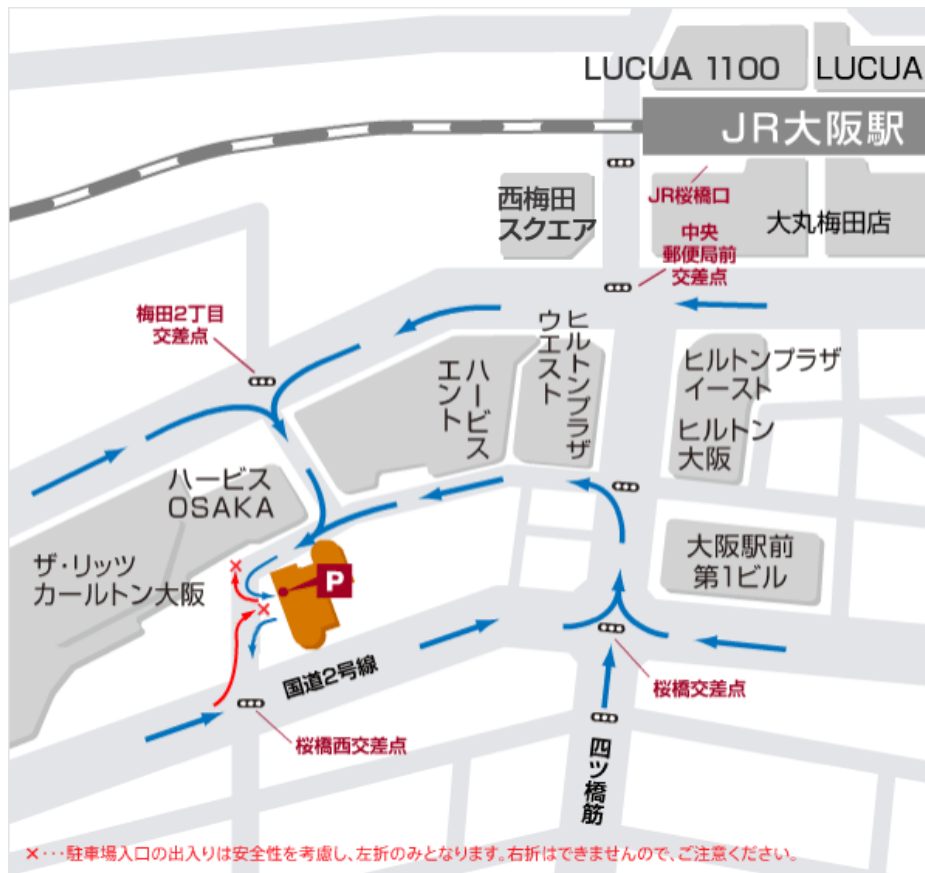 LUCUA 1100
LUCUA
JR大阪駅
JR桜橋口
西梅田
スクエア
大丸梅田店
中央
郵便局前
交差点
梅田2丁目
交差点
ヒルトンプラザ
ウエスト
ハービス
エント
ヒルトンプラザ
イースト
ヒルトン
大阪
ハービス
OSAKA
ザ・リッツ
カールトン大阪
P
大阪駅前
第1ビル
国道2号線
桜橋交差点
桜橋西交差点
四ツ橋筋
×･･･駐車場入口の出入りは安全性を考慮し、左折のみとなります。右折はできませんので、ご注意ください。